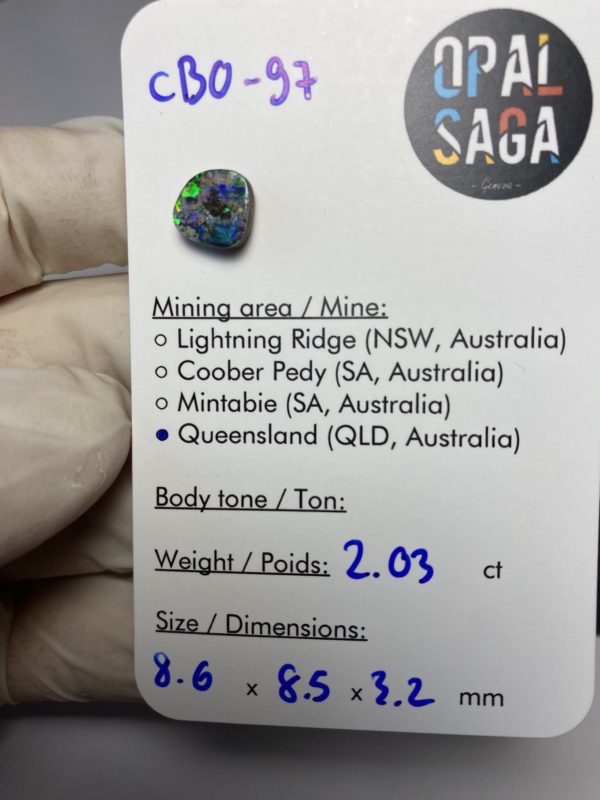 CBO-97
OPAL
SAGA
- Geneva -
Mining area / Mine:
Lightning Ridge (NSW, Australia)
Coober Pedy (SA, Australia)
Mintabie (SA, Australia)
Queensland (QLD, Australia)
Body tone / Ton:
Weight / Poids: 2.03 ct
Size / Dimensions:
8.6 x 8.5 x 3.2 mm